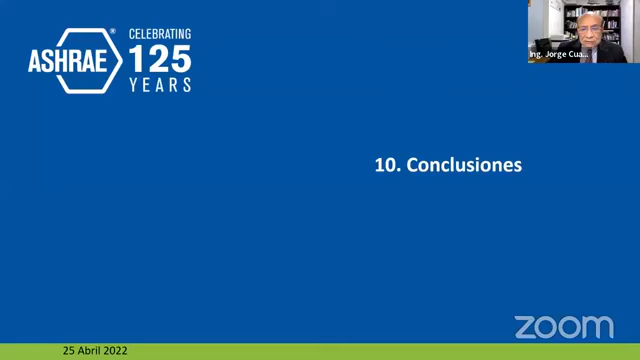 ASHRAE®
CELEBRATING
125
YEARS
Ing. Jorge Cua...
10. Conclusiones
zoom
25 Abril 2022